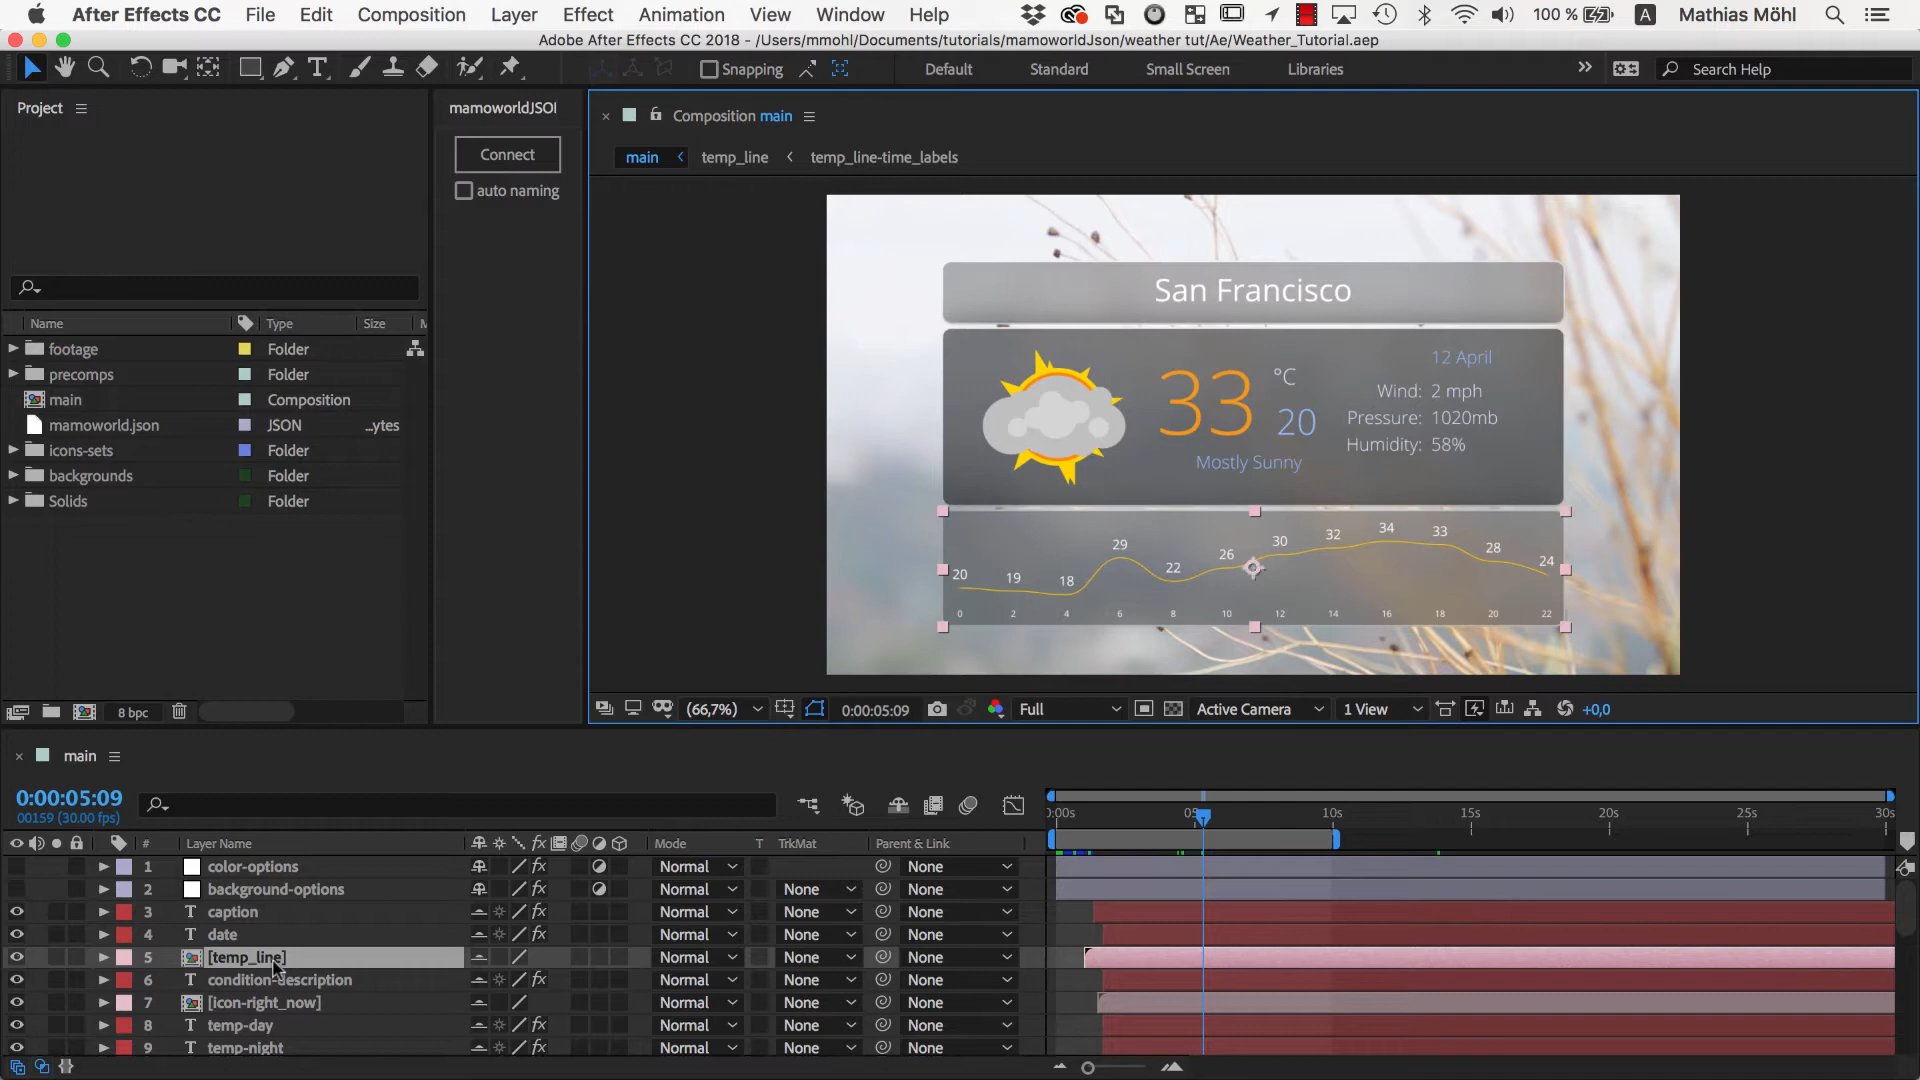 After Effects CC File Edit Composition Layer Effect Animation View Window Help 100 % A Mathias Möhl
Adobe After Effects CC 2018 - /Users/mmohl/Documents/tutorials/mamoworldJson/weather tut/Ae/Weather_Tutorial.aep
Snapping Default Standard Small Screen Libraries Search Help
Project
mamoworldJSOI
Connect
auto naming
Name Type Size
footage Folder
precomps Folder
main Composition
mamoworld.json JSON ...ytes
icons-sets Folder
backgrounds Folder
Solids Folder
8 bpc
Composition main
main temp_line temp_line-time_labels
San Francisco
12 April
33 °C
20
Mostly Sunny
Wind: 2 mph
Pressure: 1020mb
Humidity: 58%
20 19 18 29 22 26 30 32 34 33 28 24
0 2 4 6 8 10 12 14 16 18 20 22
(66,7%) 0:00:05:09 Full Active Camera 1 View +0,0
main
0:00:05:09
00159 (30.00 fps)
:00s 05s 10s 15s 20s 25s 30s
# Layer Name fx Mode T TrkMat Parent & Link
1 color-options fx Normal None
2 background-options fx Normal None None
3 T caption fx Normal None None
4 T date fx Normal None None
5 [temp_line] Normal None None
6 T condition-description fx Normal None None
7 [icon-right_now] Normal None None
8 T temp-day fx Normal None None
9 T temp-night fx Normal None None